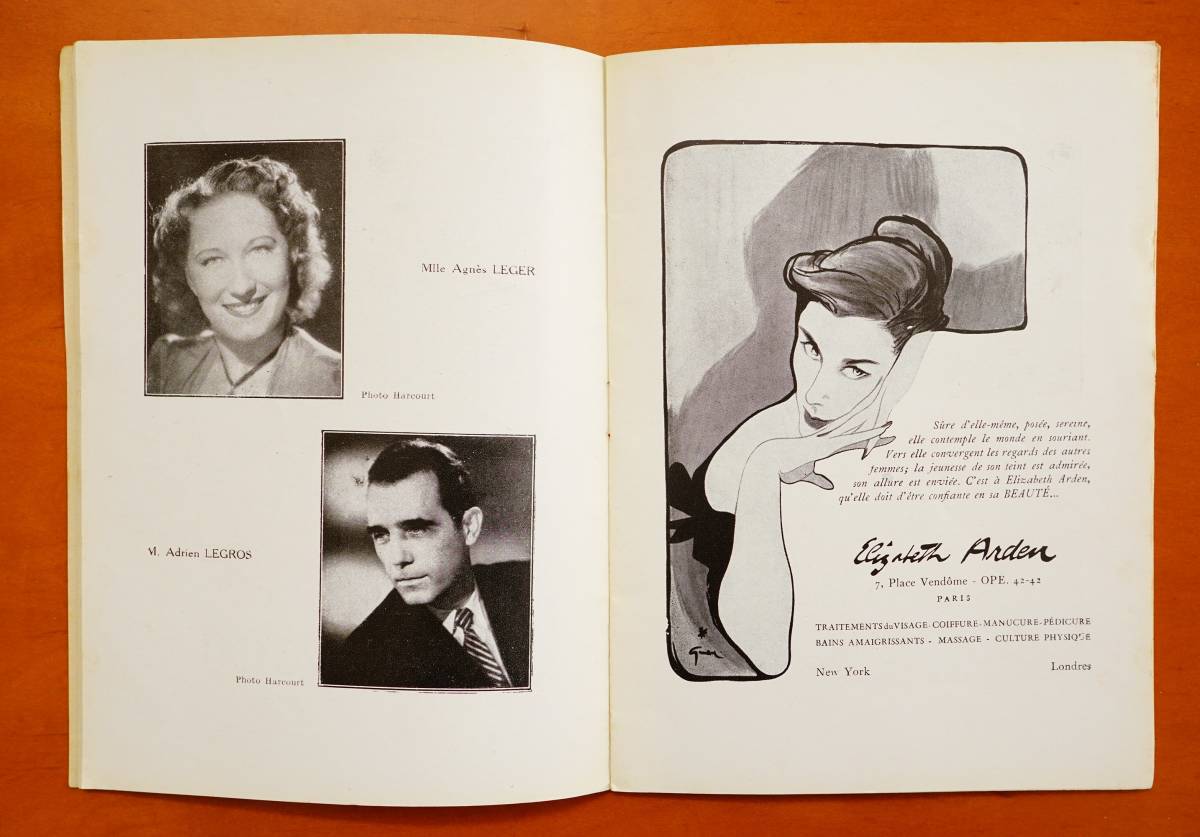 Mlle Agnès LEGER
Photo Harcourt
M. Adrien LEGROS
Photo Harcourt
Sûre d'elle-même, posée, sereine,
elle contemple le monde en souriant.
Vers elle convergent les regards des autres
femmes; la jeunesse de son teint est admirée,
son allure est enviée. C'est à Elizabeth Arden,
qu'elle doit d'être confiante en sa BEAUTÉ...
Elizabeth Arden
7, Place Vendôme - OPE. 42-42
PARIS
TRAITEMENTS du VISAGE - COIFFURE - MANUCURE - PÉDICURE
BAINS AMAIGRISSANTS - MASSAGE - CULTURE PHYSIQUE
New York Londres